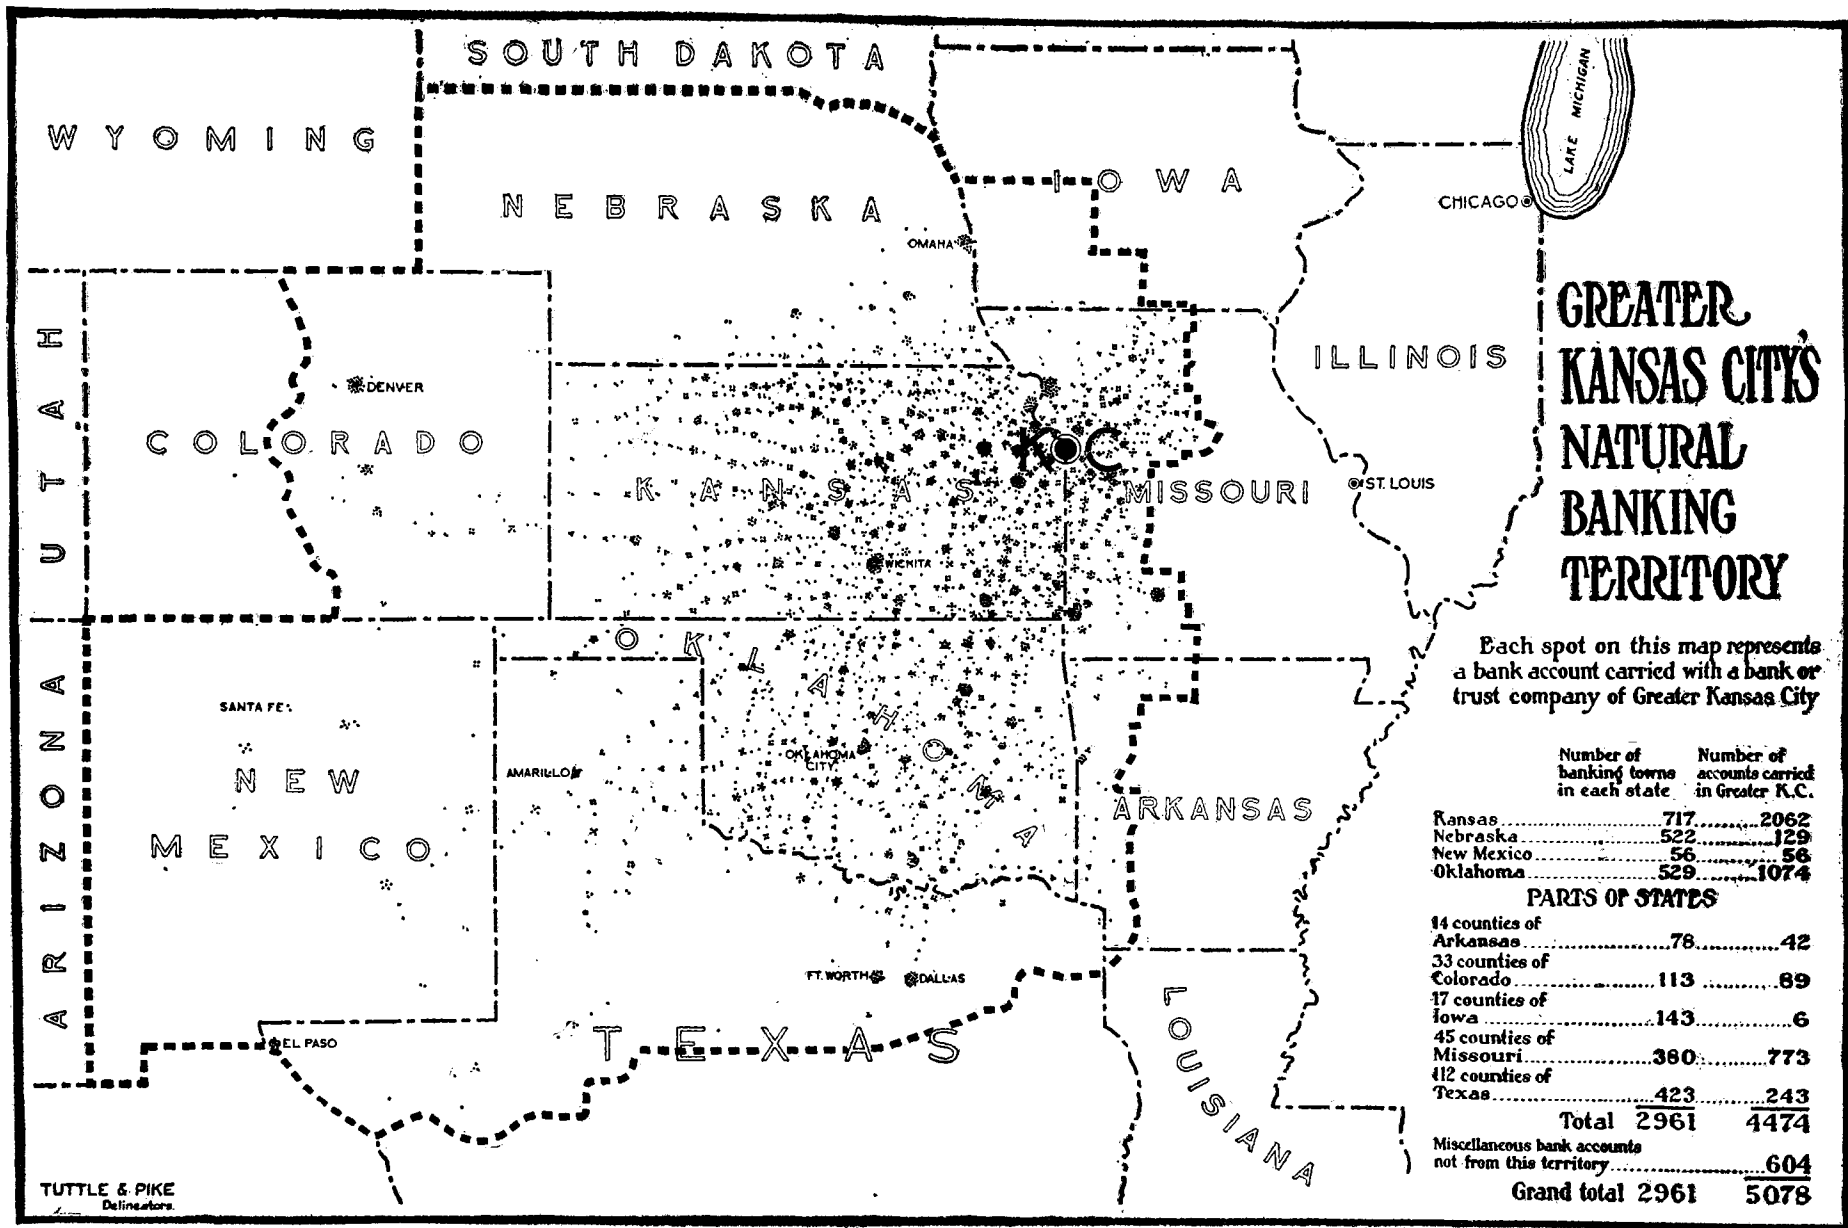 SOUTH DAKOTA
WYOMING
NEBRASKA
IOWA
LAKE MICHIGAN
CHICAGO
OMAHA
UTAH
DENVER
COLORADO
K C
KANSAS
MISSOURI
ILLINOIS
ST. LOUIS
WICHITA
OKLAHOMA
ARIZONA
SANTA FE
NEW
MEXICO
AMARILLO
OKLAHOMA
CITY
ARKANSAS
FT. WORTH
DALLAS
EL PASO
TEXAS
LOUISIANA
TUTTLE & PIKE
Delineators.
GREATER
KANSAS CITY'S
NATURAL
BANKING
TERRITORY
Each spot on this map represents
a bank account carried with a bank or
trust company of Greater Kansas City
Number of Number of
banking towns accounts carried
in each state in Greater K.C.
Kansas 717 2062
Nebraska 522 129
New Mexico 56 56
Oklahoma 529 1074
PARTS OF STATES
14 counties of
Arkansas 78 42
33 counties of
Colorado 113 89
17 counties of
Iowa 143 6
45 counties of
Missouri 380 773
112 counties of
Texas 423 243
Total 2961 4474
Miscellaneous bank accounts
not from this territory 604
Grand total 2961 5078